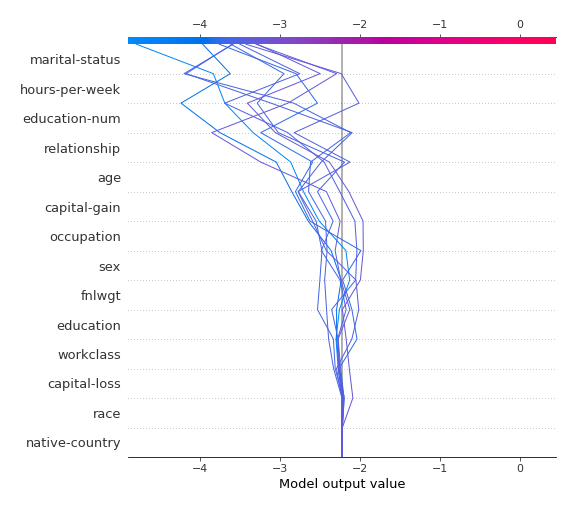 −4 −3 −2 −1 0
marital-status
hours-per-week
education-num
relationship
age
capital-gain
occupation
sex
fnlwgt
education
workclass
capital-loss
race
native-country
−4 −3 −2 −1 0
Model output value